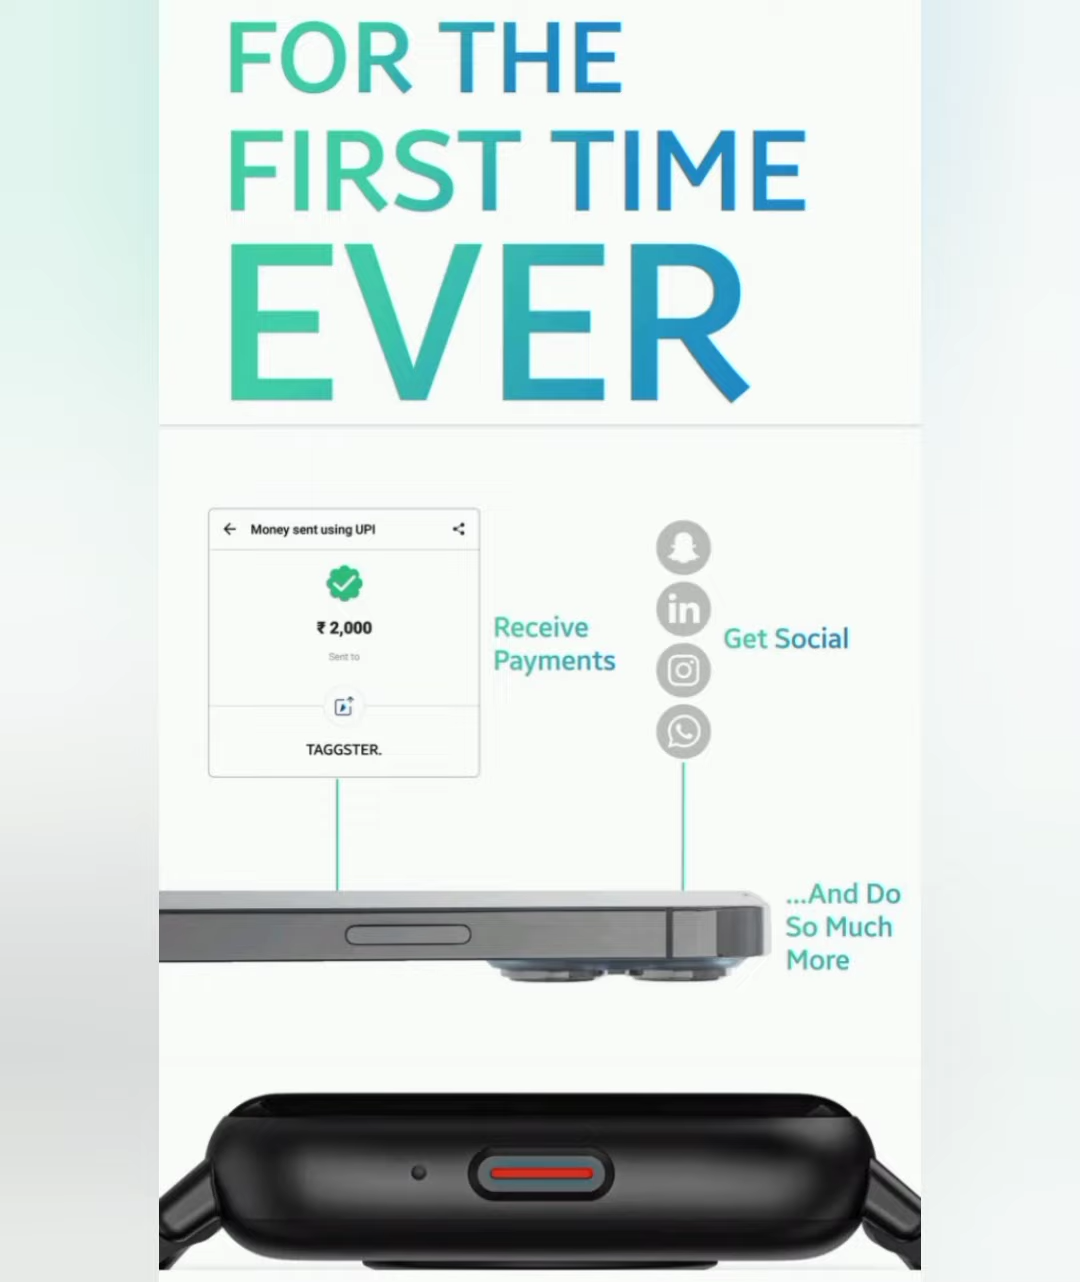 FOR THE
FIRST TIME
EVER
Money sent using UPI
₹ 2,000
Sent to
TAGGSTER.
Receive
Payments
in
Get Social
...And Do
So Much
More